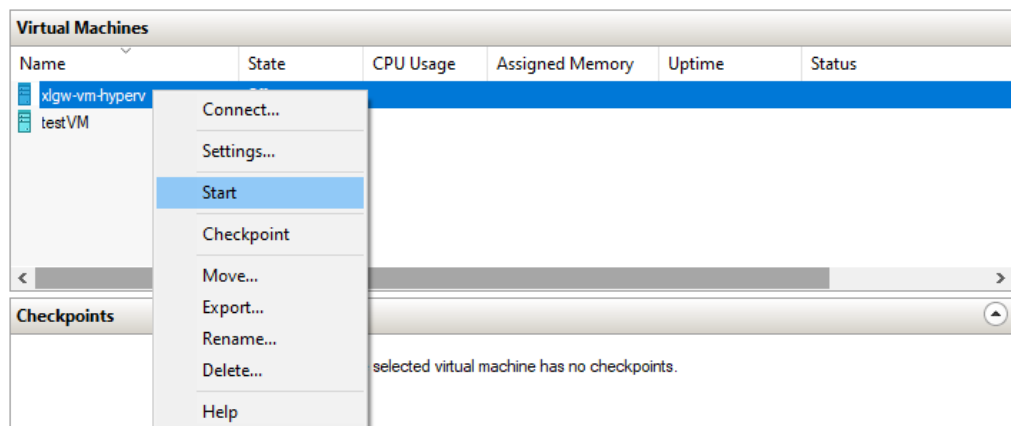 Virtual Machines
Name State CPU Usage Assigned Memory Uptime Status
xlgw-vm-hyperv
testVM
Connect...
Settings...
Start
Checkpoint
Move...
Export...
Rename...
Delete...
Help
Checkpoints
selected virtual machine has no checkpoints.